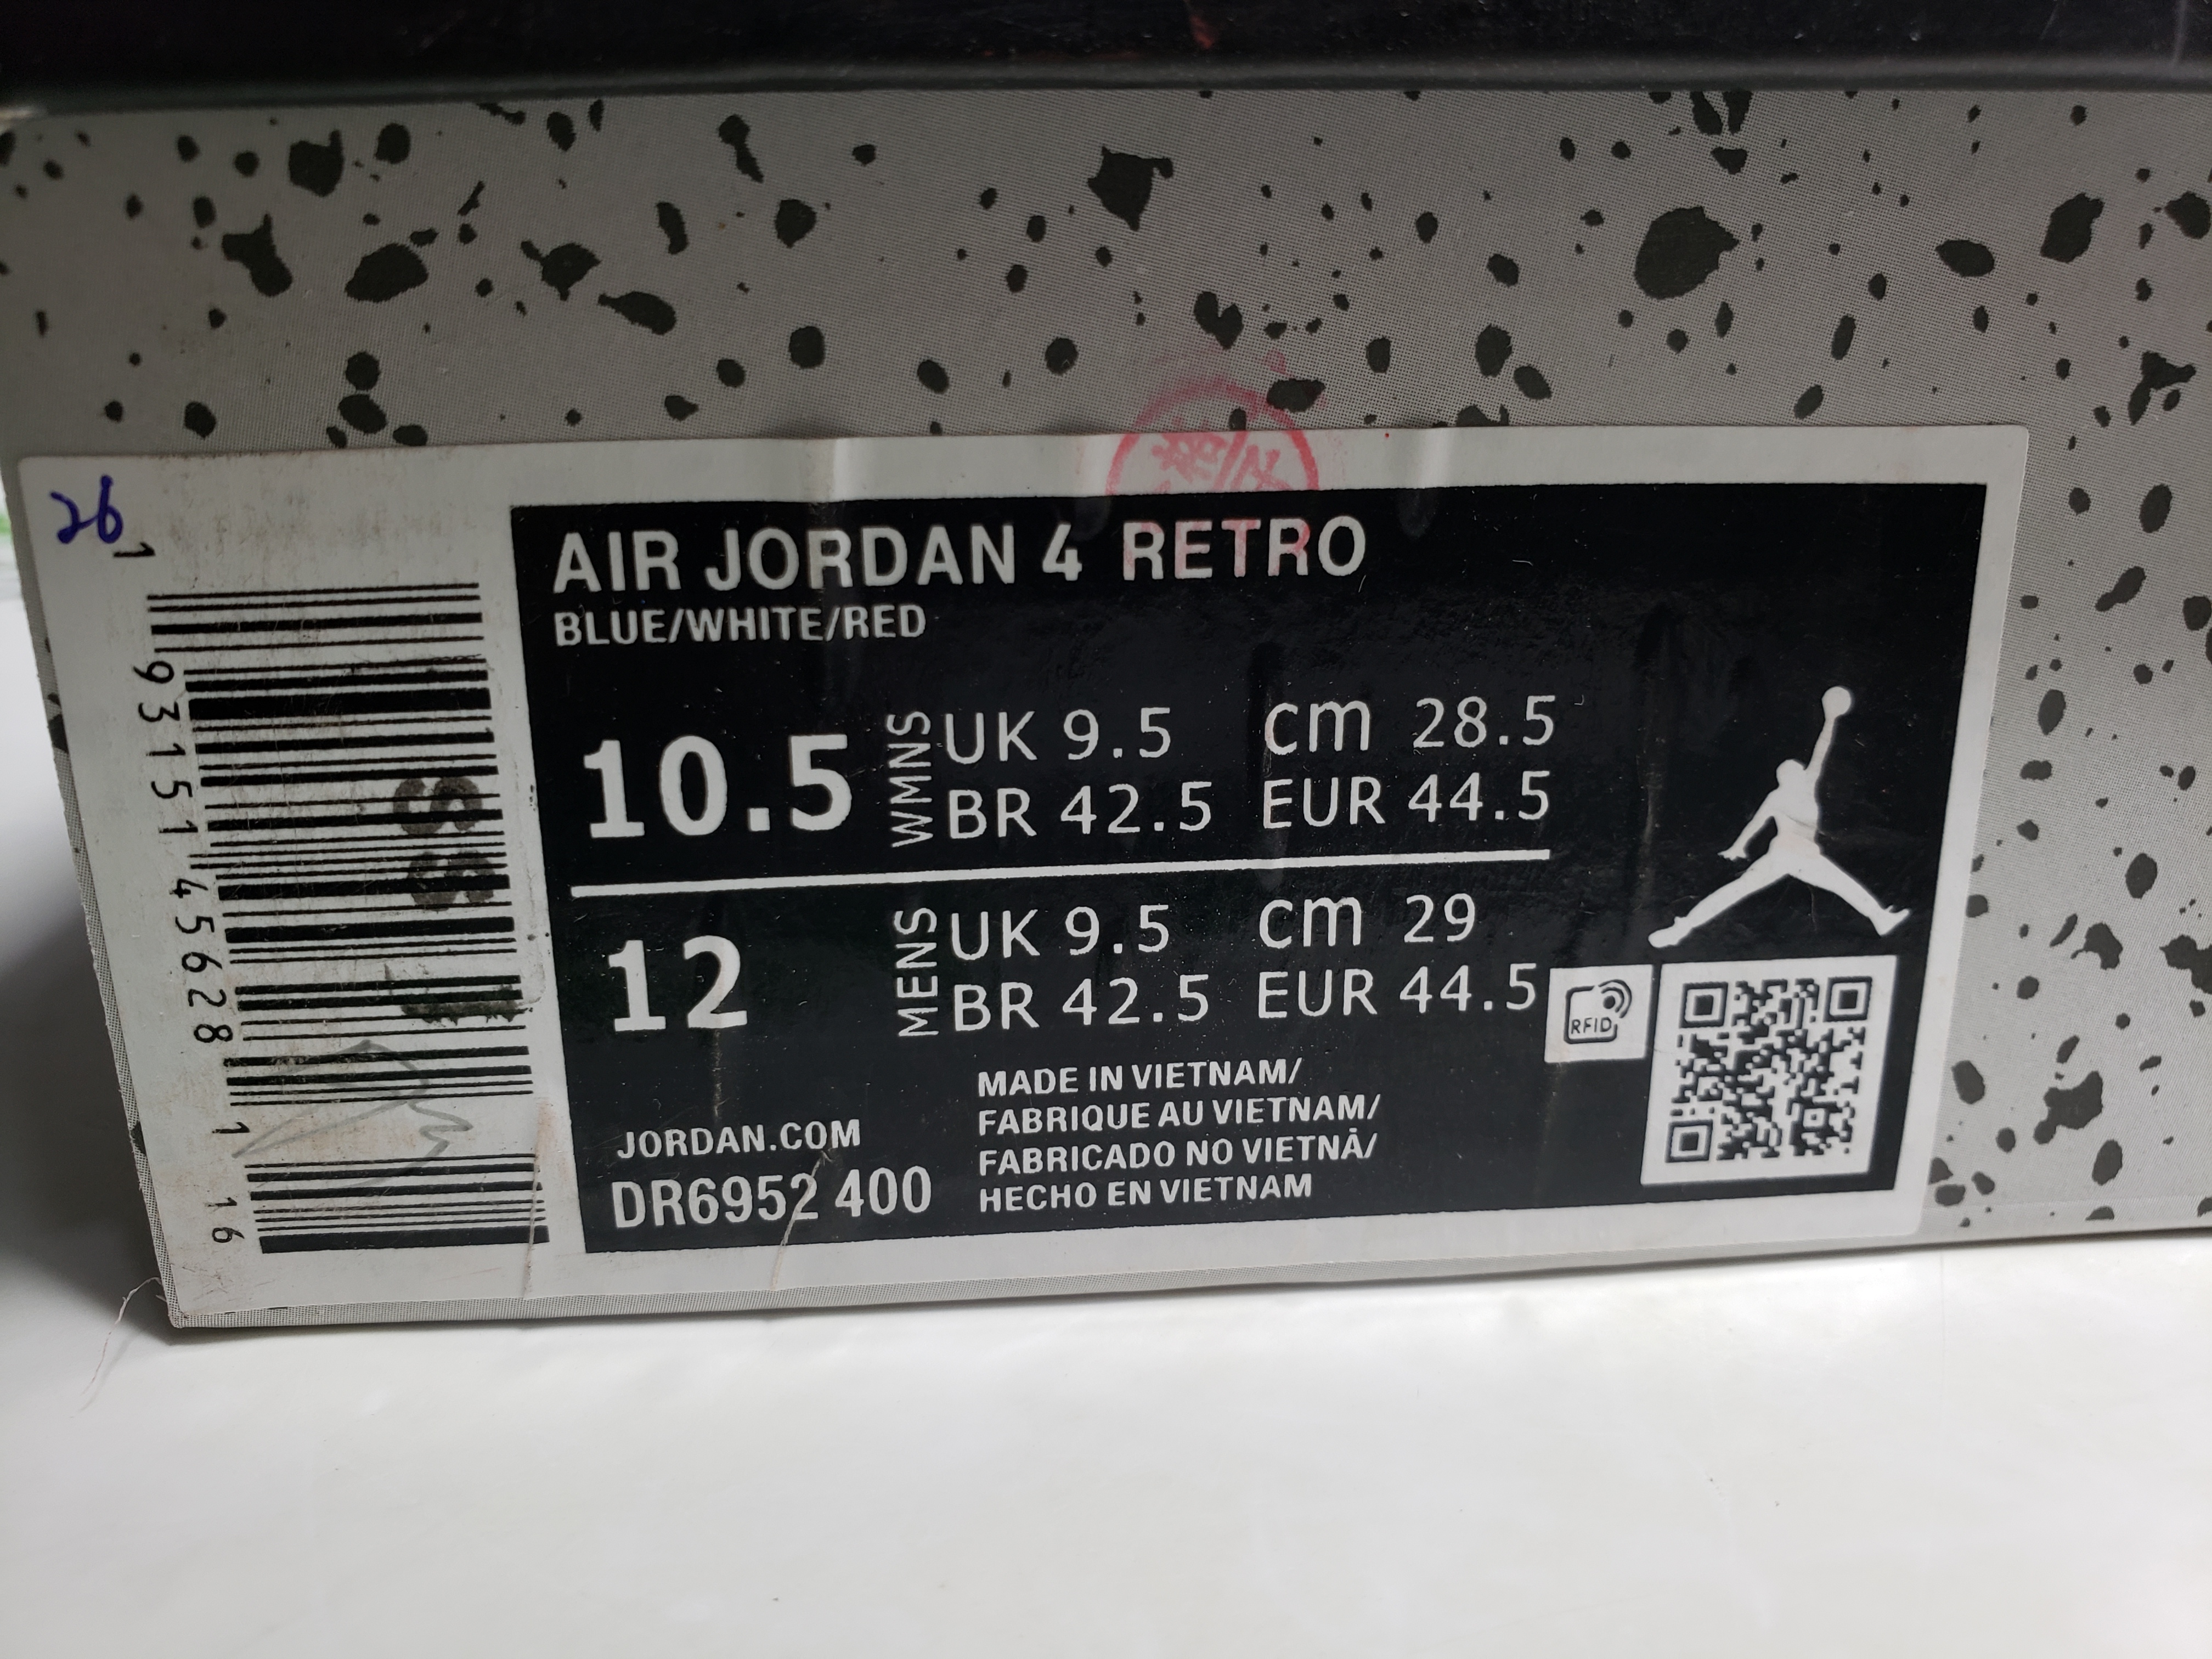 26
1 93151 45628 1 16
AIR JORDAN 4 RETRO
BLUE/WHITE/RED
10.5 WMNS UK 9.5 cm 28.5
BR 42.5 EUR 44.5
12 MENS UK 9.5 cm 29
BR 42.5 EUR 44.5
RFID
MADE IN VIETNAM/
FABRIQUE AU VIETNAM/
FABRICADO NO VIETNÃ/
HECHO EN VIETNAM
JORDAN.COM
DR6952 400